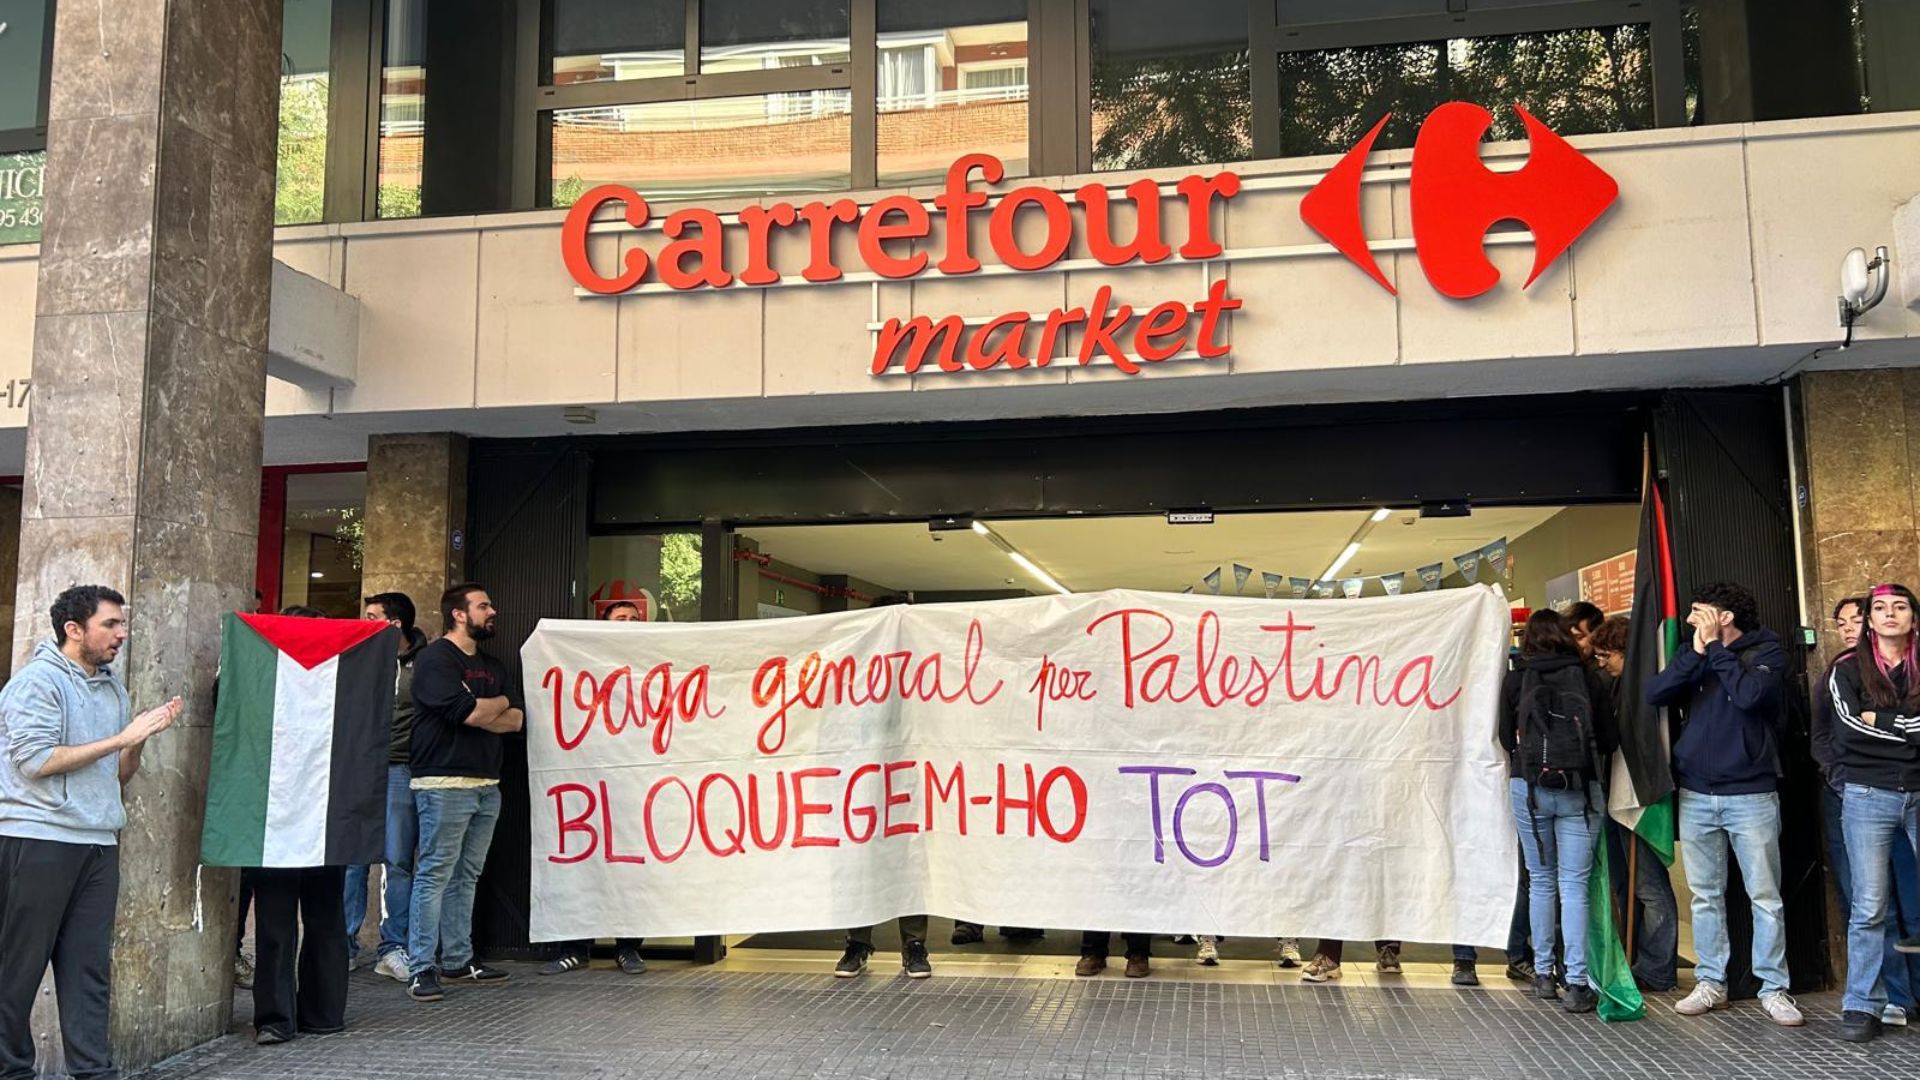 Carrefour
market
vaga general per Palestina
BLOQUEGEM-HO TOT